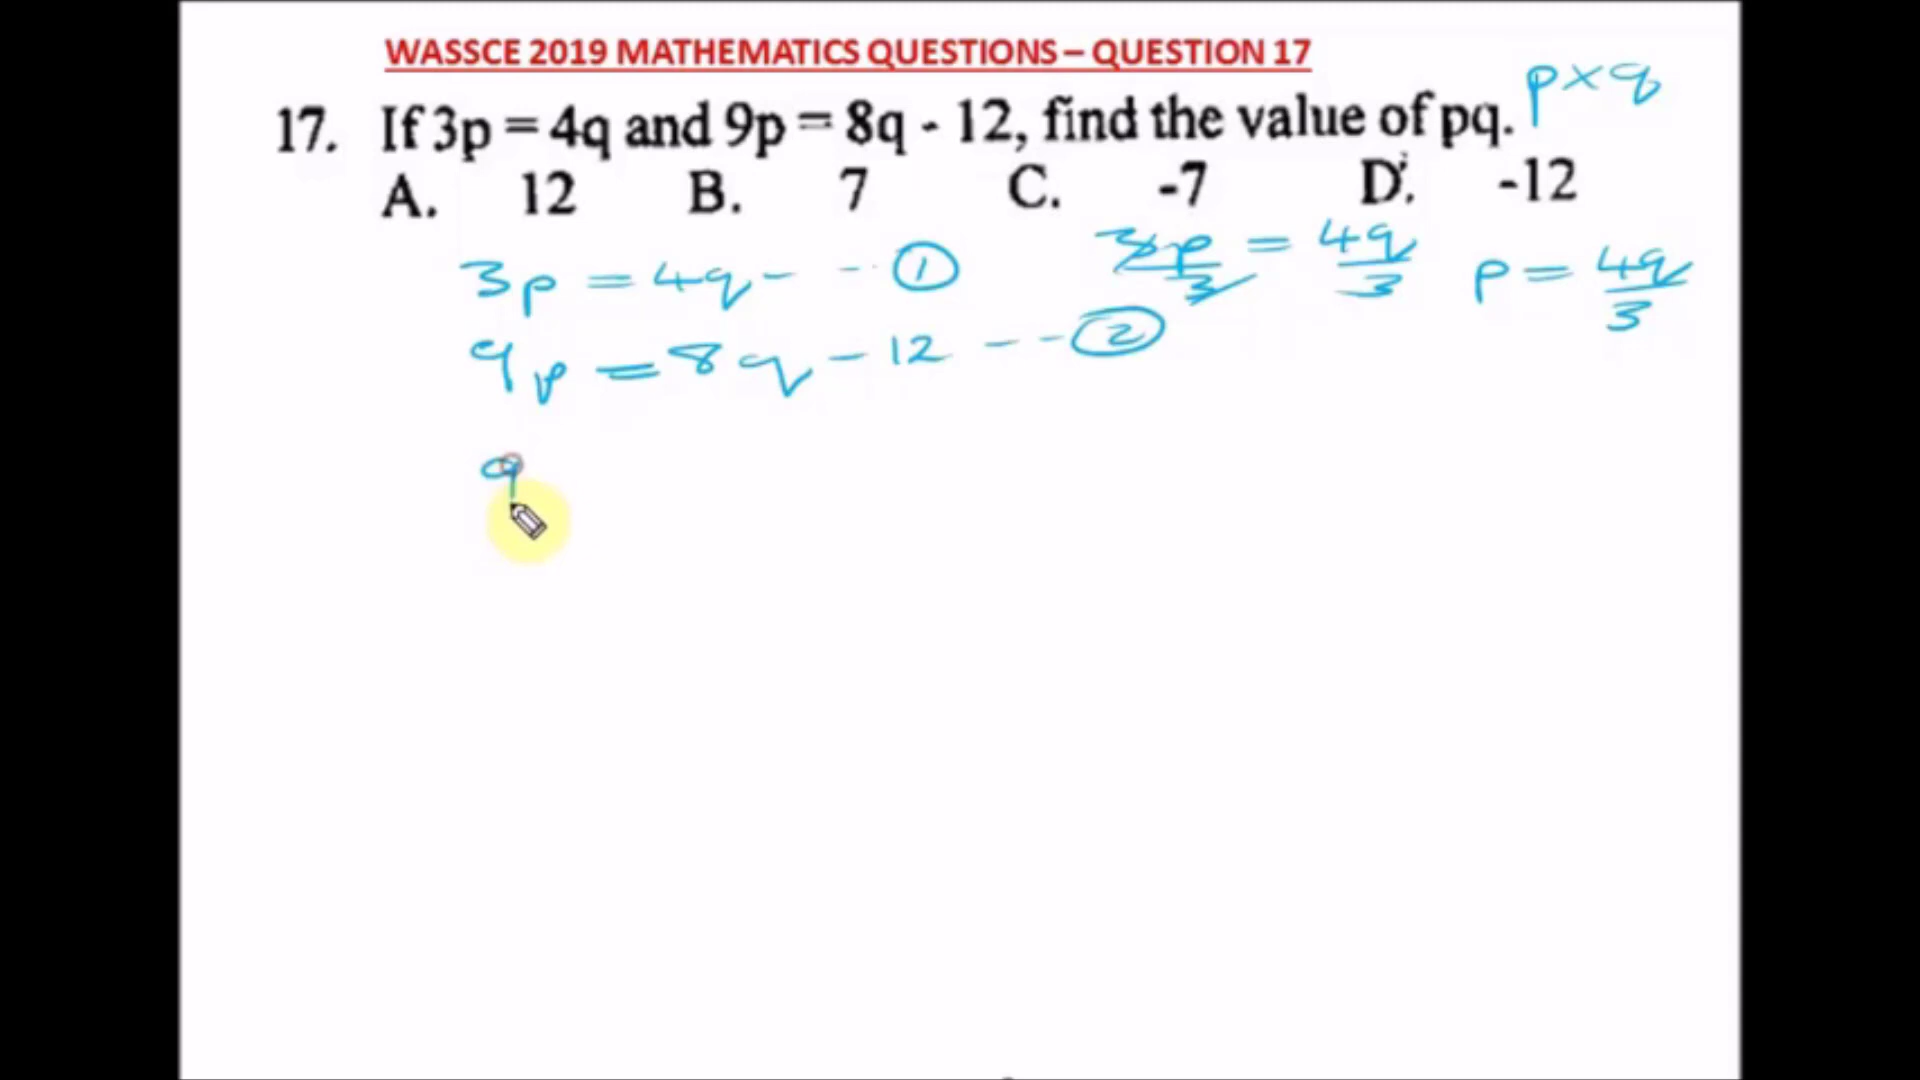 WASSCE 2019 MATHEMATICS QUESTIONS – QUESTION 17
17. If 3p = 4q and 9p = 8q - 12, find the value of pq. p × q
A. 12 B. 7 C. -7 D. -12
3p = 4q - - ① 3p/3 = 4q/3 p = 4q/3
9p = 8q - 12 - - ②
9